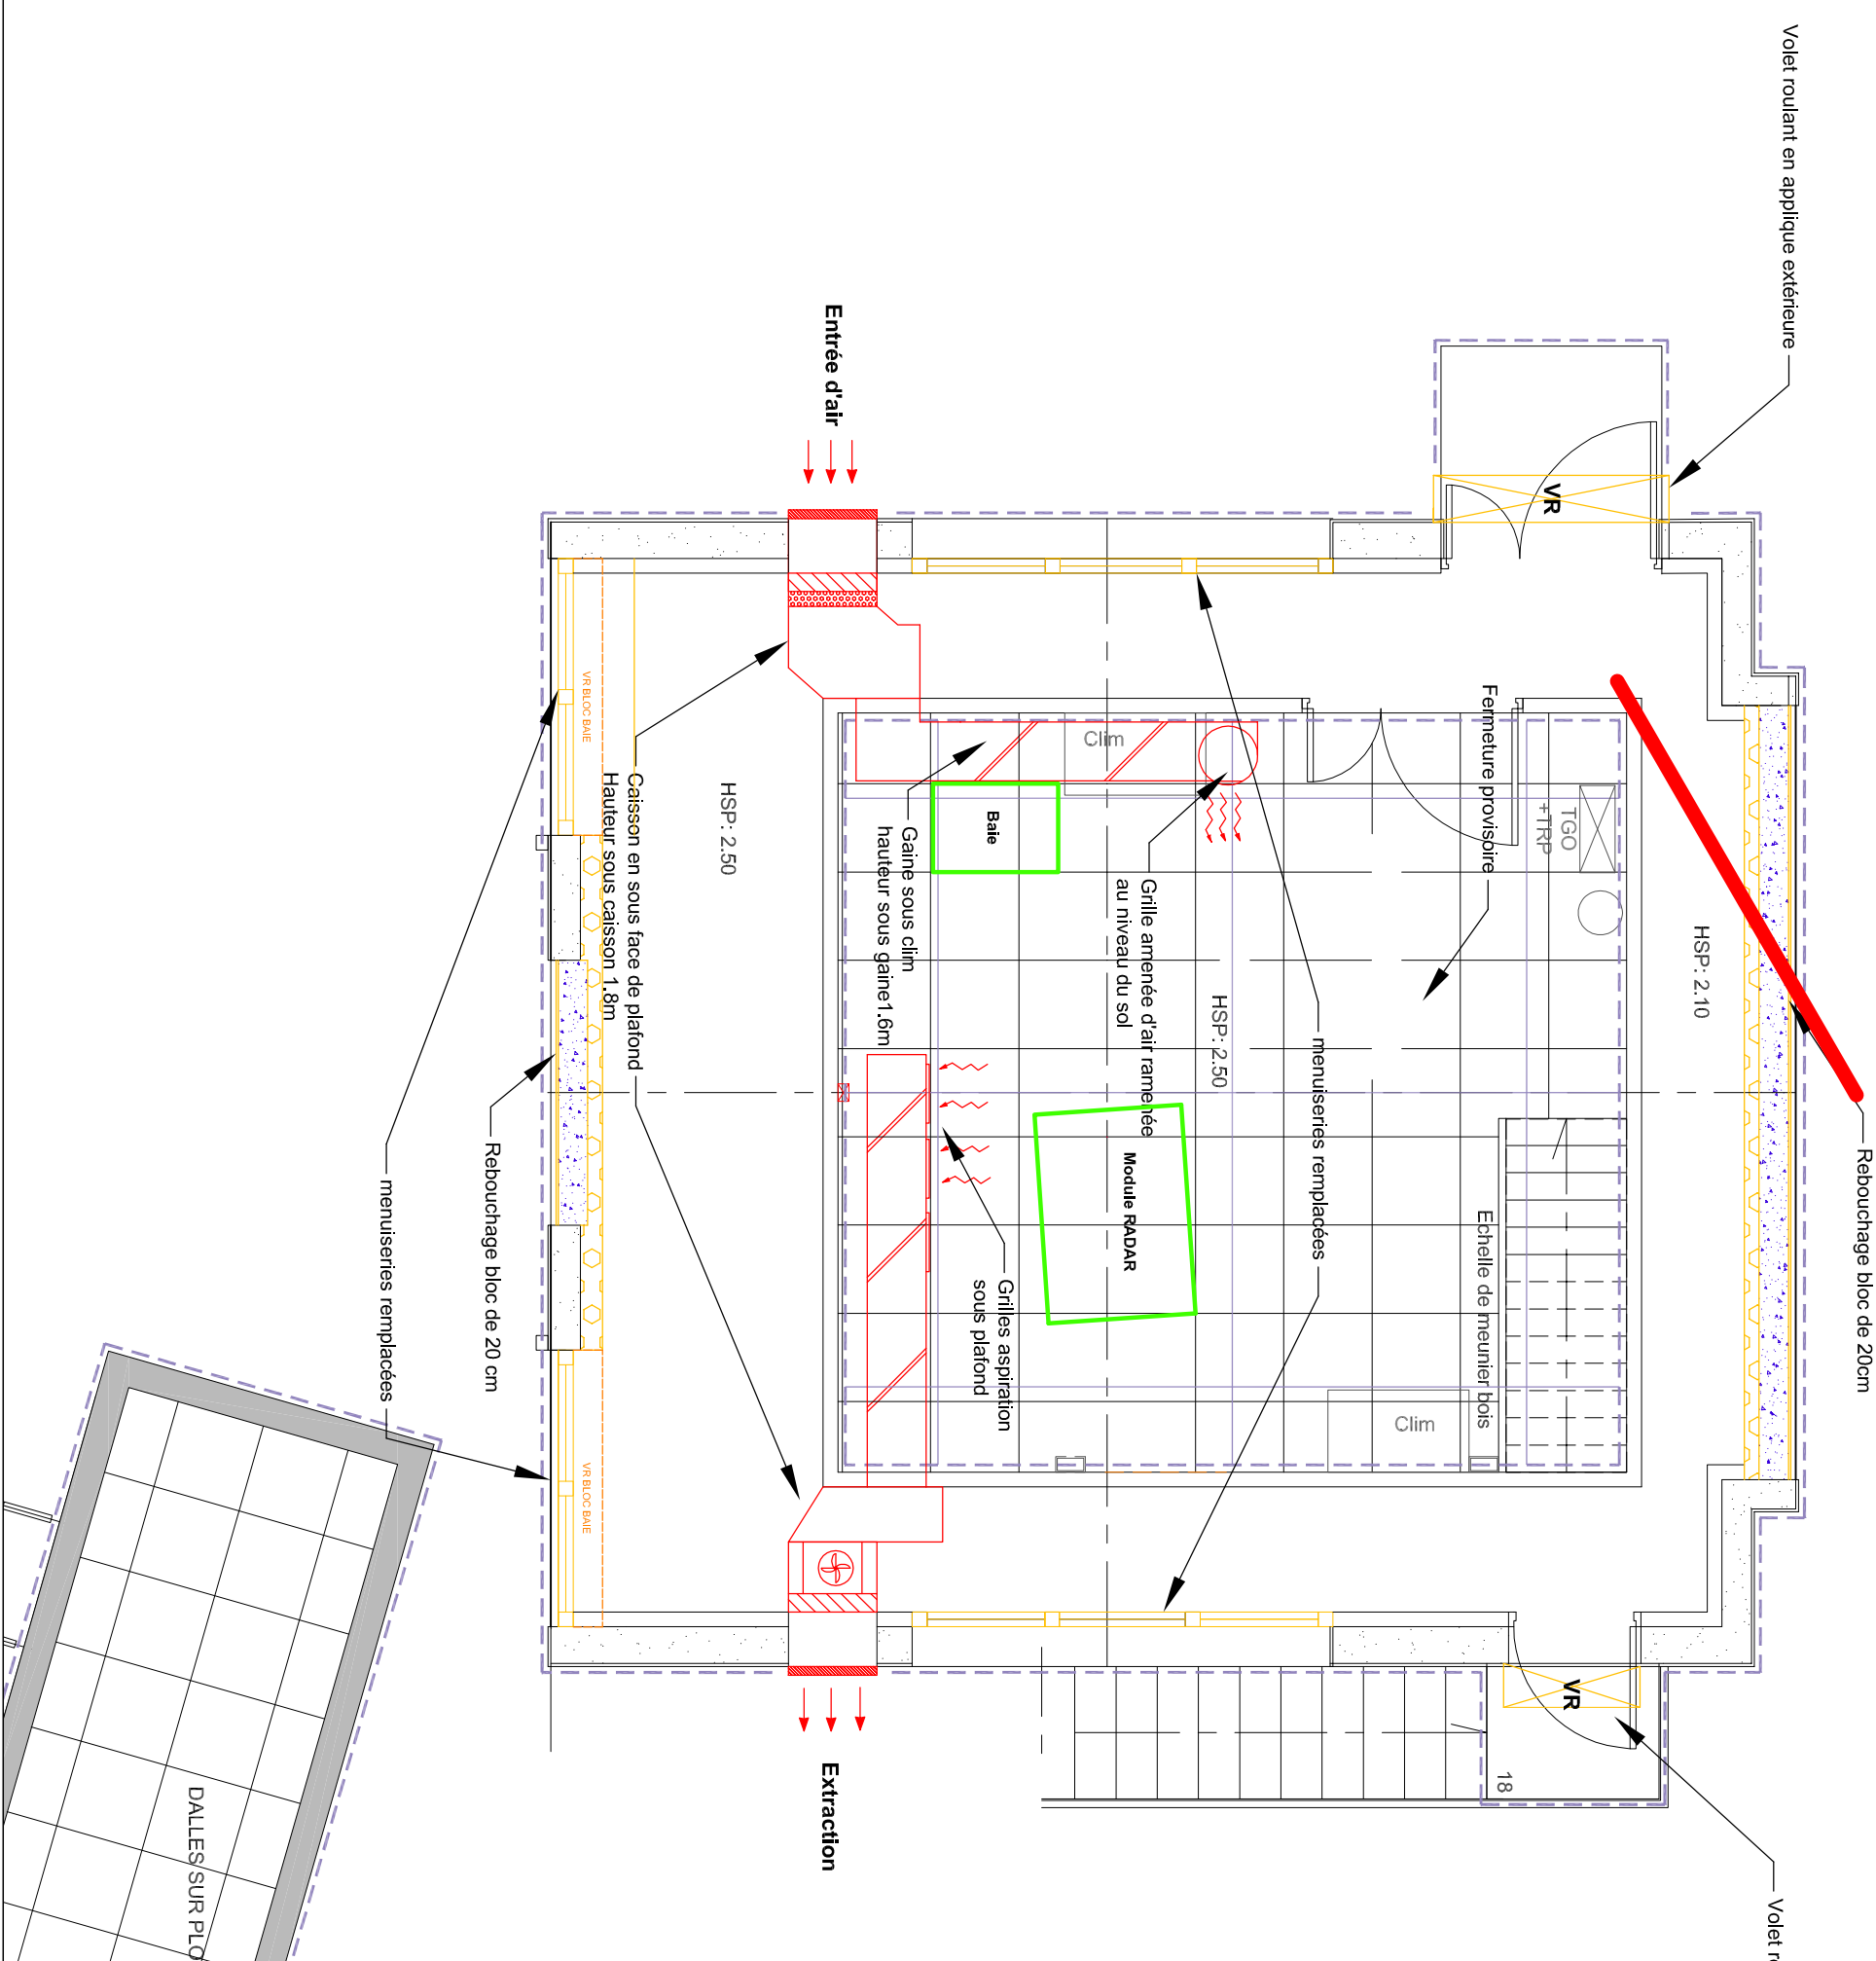 Volet roulant en applique extérieure
Entrée d'air
VR
VR BLOC BAIE
Clim
Fermeture provisoire
TGO
+TRP
Baie
HSP: 2.50
Caisson en sous face de plafond
Hauteur sous caisson 1.8m
Gaine sous clim
hauteur sous gaine1.6m
Grille amenée d'air ramenée
au niveau du sol
HSP: 2.50
HSP: 2.10
menuiseries remplacées
Rebouchage bloc de 20cm
Module RADAR
Echelle de meunier bois
Rebouchage bloc de 20 cm
menuiseries remplacées
Grilles aspiration
sous plafond
Clim
VR BLOC BAIE
VR
18
Extraction
DALLES SUR PLO
Volet r